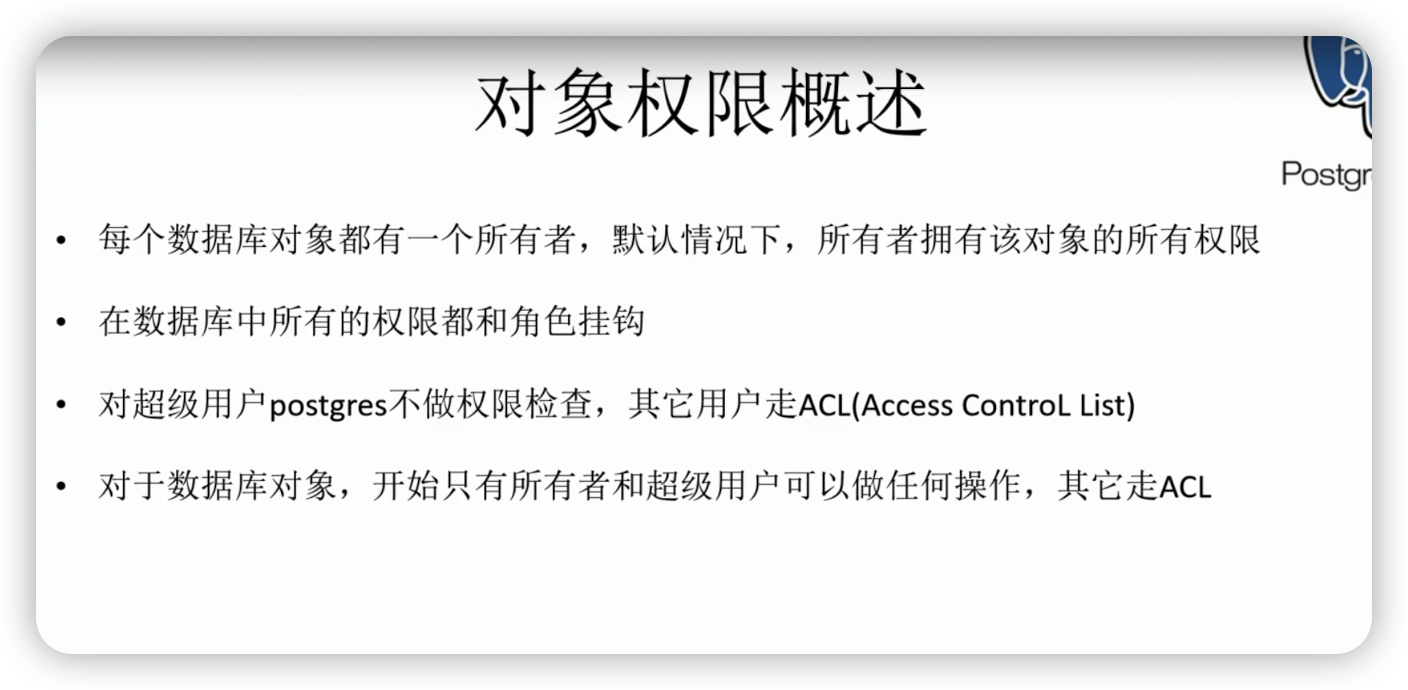 对象权限概述
Postgr
• 每个数据库对象都有一个所有者，默认情况下，所有者拥有该对象的所有权限
• 在数据库中所有的权限都和角色挂钩
• 对超级用户postgres不做权限检查，其它用户走ACL(Access ControL List)
• 对于数据库对象，开始只有所有者和超级用户可以做任何操作，其它走ACL